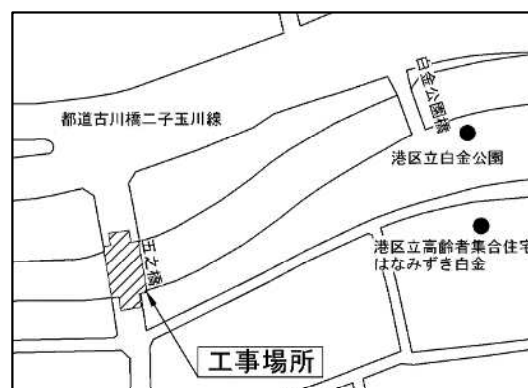 都道古川橋二子玉川線
白金公園橋
港区立白金公園
五之橋
港区立高齢者集合住宅
はなみずき白金
工事場所